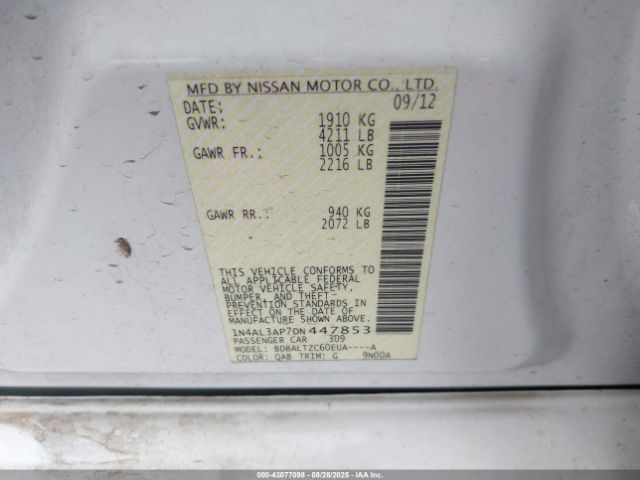 MFD BY NISSAN MOTOR CO., LTD.
DATE: 09/12
GVWR: 1910 KG
4211 LB
GAWR FR.: 1005 KG
2216 LB
GAWR RR.: 940 KG
2072 LB
THIS VEHICLE CONFORMS TO
ALL APPLICABLE FEDERAL
MOTOR VEHICLE SAFETY,
BUMPER, AND THEFT
PREVENTION STANDARDS IN
EFFECT ON THE DATE OF
MANUFACTURE SHOWN ABOVE.
1N4AL3AP7DN447853
PASSENGER CAR 309
MODEL: BDBALTZC60EUA----A
COLOR: QAB TRIM: G 9N00A
000-43077098 - 08/28/2025 - IAA Inc.